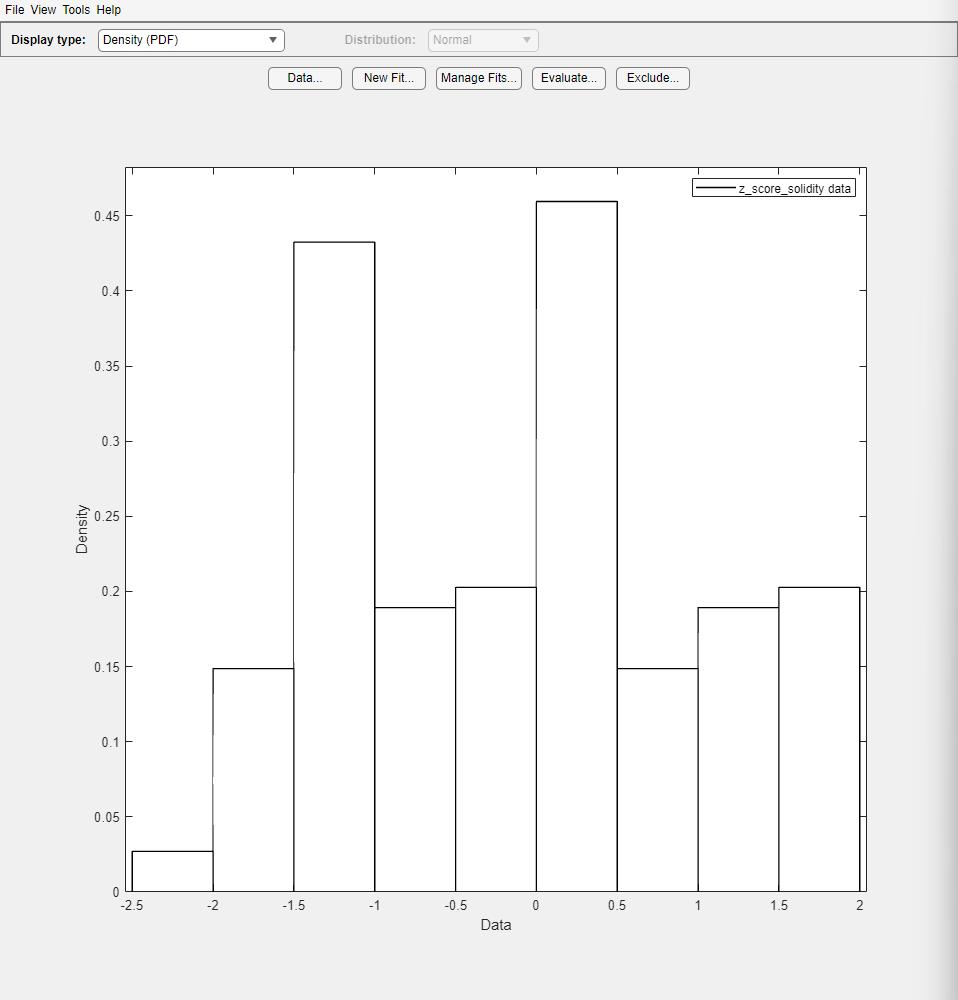 File View Tools Help
Display type: Density (PDF) Distribution: Normal
Data... New Fit... Manage Fits... Evaluate... Exclude...
z_score_solidity data
0.45
0.4
0.35
0.3
0.25
0.2
0.15
0.1
0.05
0
Density
-2.5 -2 -1.5 -1 -0.5 0 0.5 1 1.5 2
Data